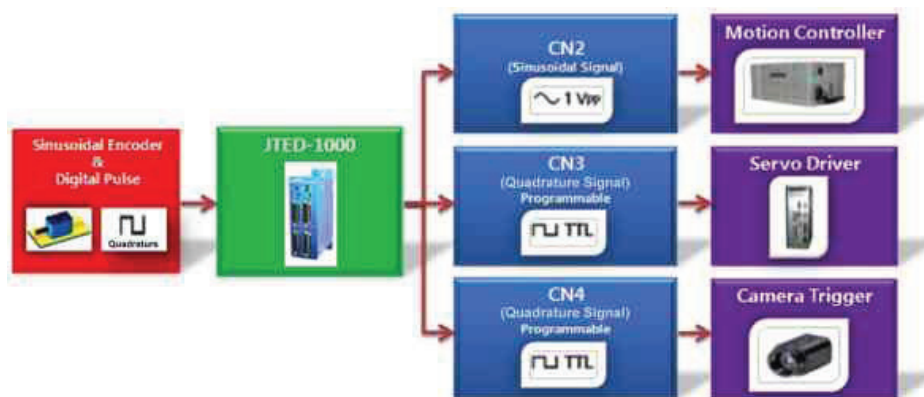 Sinusoidal Encoder
&
Digital Pulse
Quadrature
JTED-1000
CN2
(Sinusoidal Signal)
1 Vpp
CN3
(Quadrature Signal)
Programmable
TTL
CN4
(Quadrature Signal)
Programmable
TTL
Motion Controller
Servo Driver
Camera Trigger